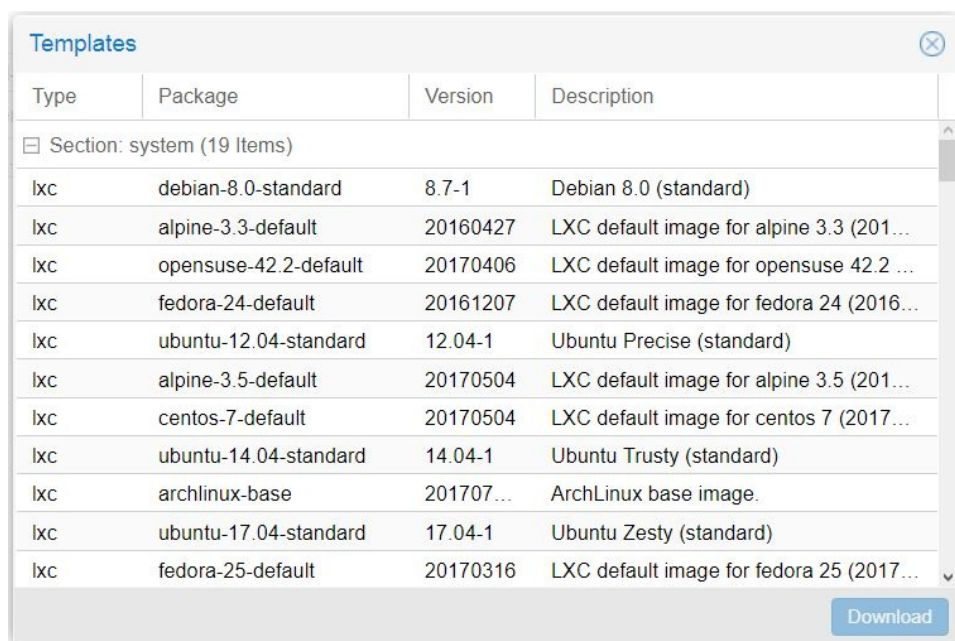 Templates
Type Package Version Description
Section: system (19 Items)
lxc debian-8.0-standard 8.7-1 Debian 8.0 (standard)
lxc alpine-3.3-default 20160427 LXC default image for alpine 3.3 (201...
lxc opensuse-42.2-default 20170406 LXC default image for opensuse 42.2 ...
lxc fedora-24-default 20161207 LXC default image for fedora 24 (2016...
lxc ubuntu-12.04-standard 12.04-1 Ubuntu Precise (standard)
lxc alpine-3.5-default 20170504 LXC default image for alpine 3.5 (201...
lxc centos-7-default 20170504 LXC default image for centos 7 (2017...
lxc ubuntu-14.04-standard 14.04-1 Ubuntu Trusty (standard)
lxc archlinux-base 201707... ArchLinux base image.
lxc ubuntu-17.04-standard 17.04-1 Ubuntu Zesty (standard)
lxc fedora-25-default 20170316 LXC default image for fedora 25 (2017...
Download